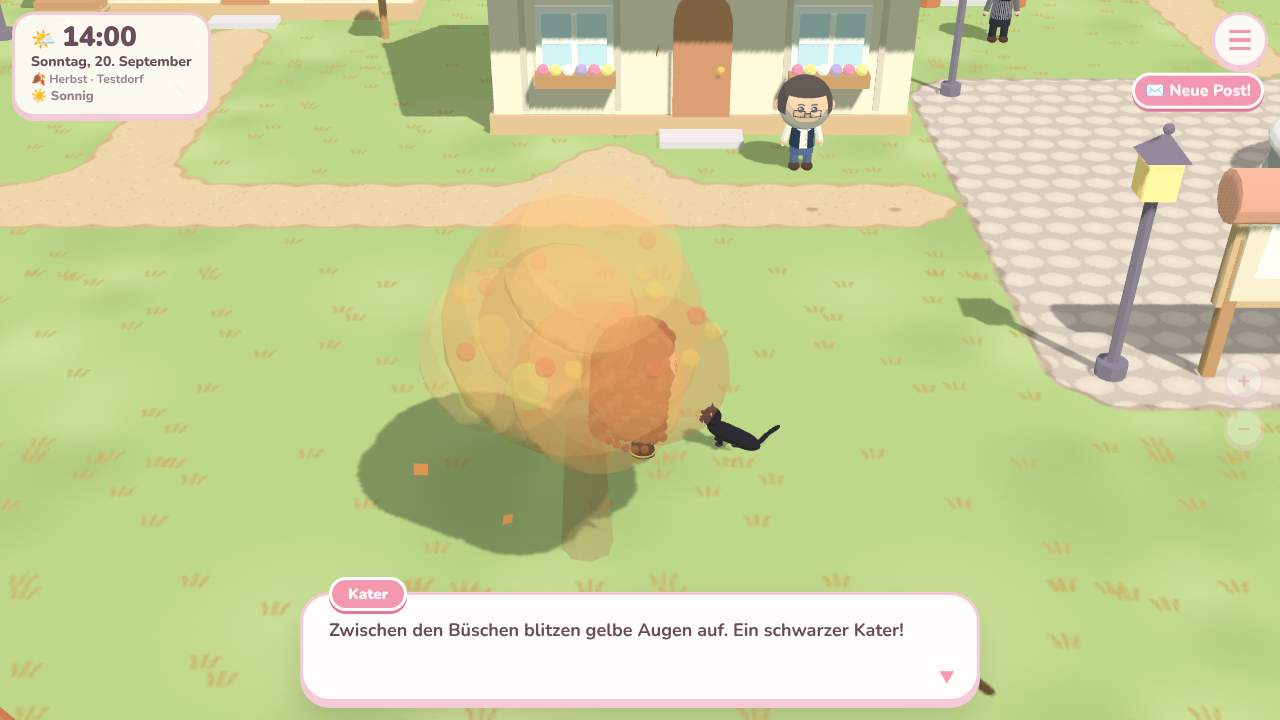 14:00
Sonntag, 20. September
Herbst · Testdorf
Sonnig
Neue Post!
+
−
Kater
Zwischen den Büschen blitzen gelbe Augen auf. Ein schwarzer Kater!